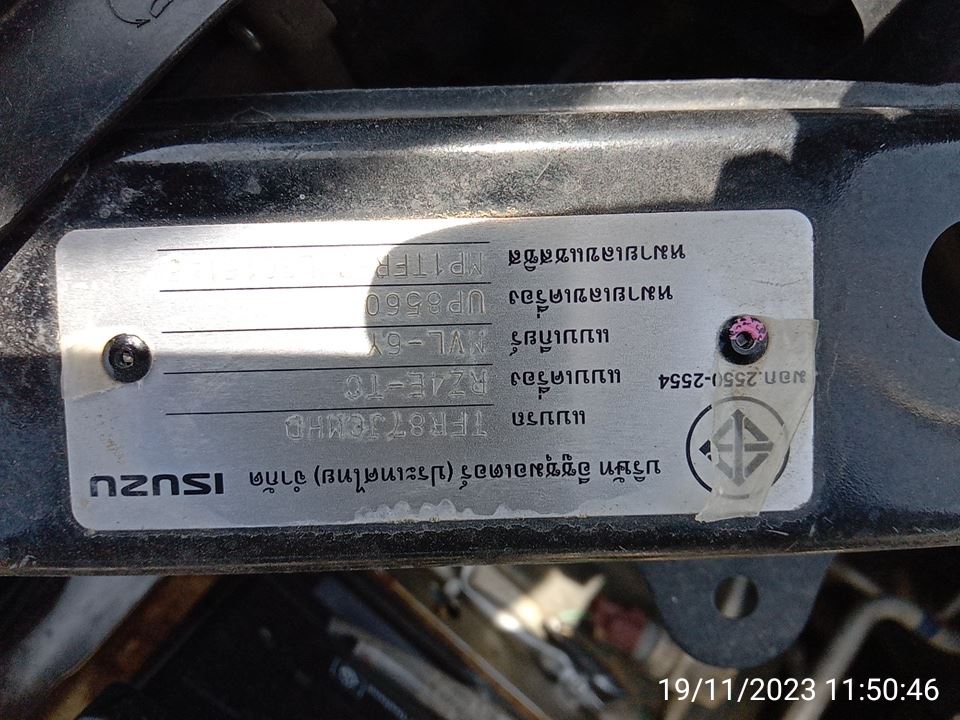 ISUZU
บริษัท อีซูซุมอเตอร์ (ประเทศไทย) จำกัด
แบบรถ TFR87JCMHD
แบบเครื่อง RZ4E-TC
มอก.2550-2554
แบบเกียร์ MVL-6Y
หมายเลขเครื่อง UP8560
หมายเลขแชสซิส
19/11/2023 11:50:46